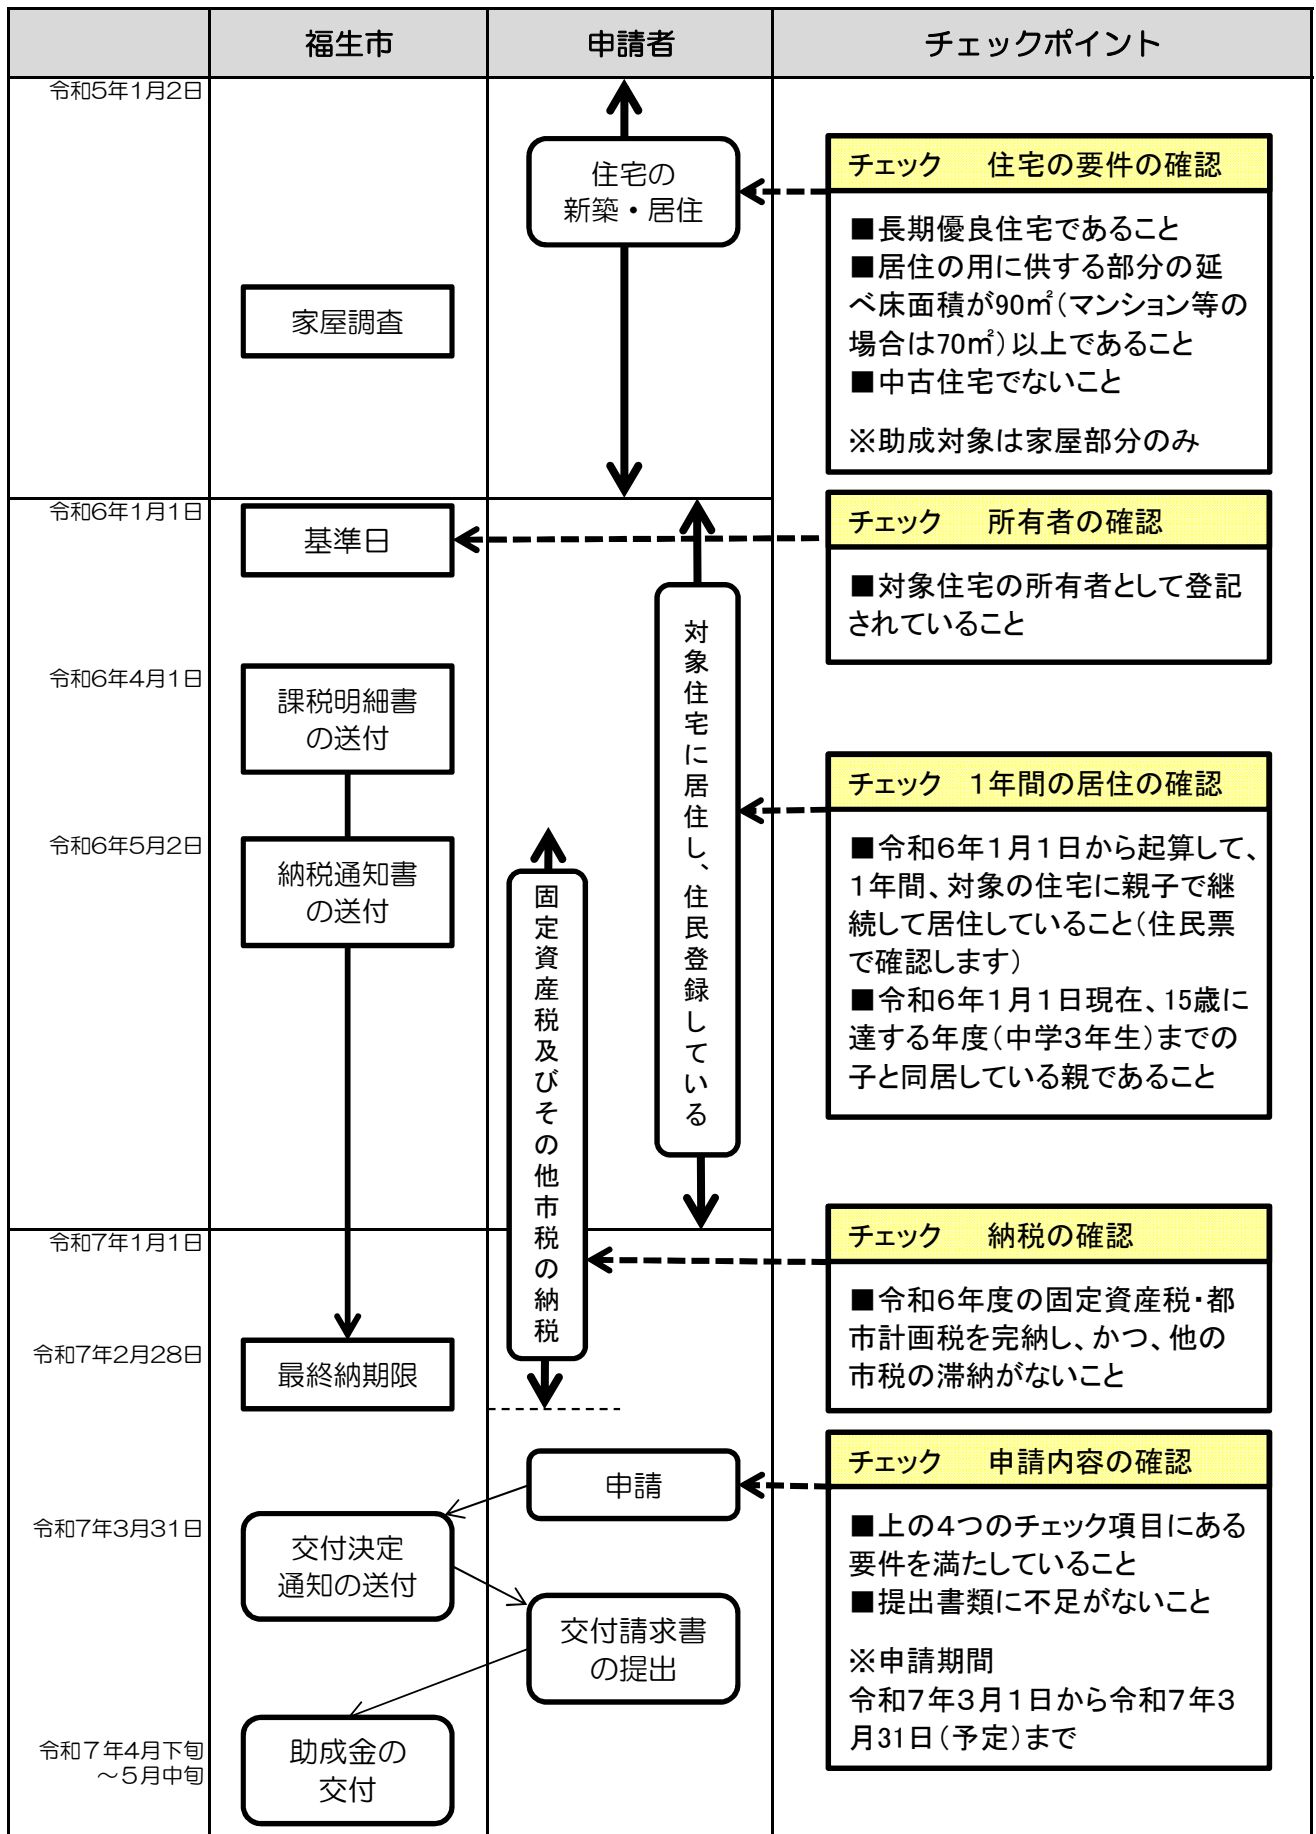 福生市
申請者
チェックポイント
令和5年1月2日
住宅の
新築・居住
チェック 住宅の要件の確認
■長期優良住宅であること
■居住の用に供する部分の延
べ床面積が90㎡（マンション等の
場合は70㎡）以上であること
■中古住宅でないこと
※助成対象は家屋部分のみ
家屋調査
令和6年1月1日
基準日
チェック 所有者の確認
■対象住宅の所有者として登記
されていること
対象住宅に居住し、住民登録している
令和6年4月1日
課税明細書
の送付
チェック 1年間の居住の確認
■令和6年1月1日から起算して、
1年間、対象の住宅に親子で継
続して居住していること（住民票
で確認します）
■令和6年1月1日現在、15歳に
達する年度（中学3年生）までの
子と同居している親であること
令和6年5月2日
納税通知書
の送付
固定資産税及びその他市税の納税
令和7年1月1日
チェック 納税の確認
■令和6年度の固定資産税・都
市計画税を完納し、かつ、他の
市税の滞納がないこと
令和7年2月28日
最終納期限
申請
チェック 申請内容の確認
■上の4つのチェック項目にある
要件を満たしていること
■提出書類に不足がないこと
※申請期間
令和7年3月1日から令和7年3
月31日（予定）まで
令和7年3月31日
交付決定
通知の送付
交付請求書
の提出
令和7年4月下旬
～5月中旬
助成金の
交付